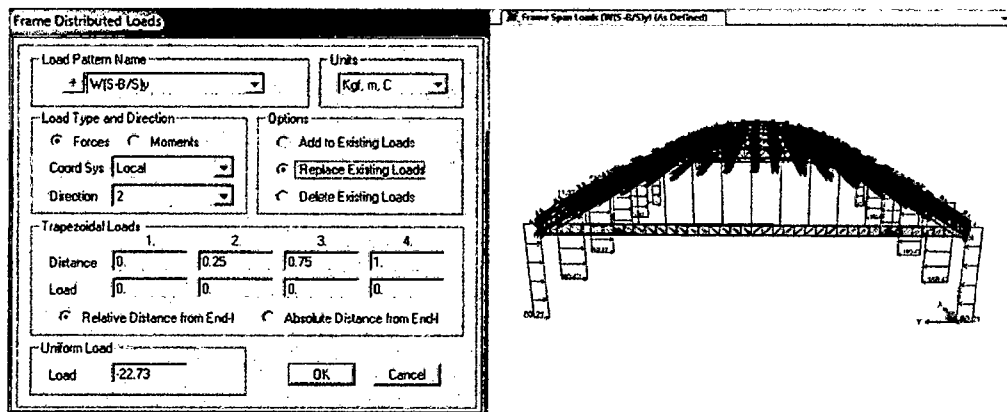 Frame Distributed Loads
Load Pattern Name
+ W(S-B/S)y
Units
Kgf, m, C
Load Type and Direction
Forces Moments
Coord Sys Local
Direction 2
Options
Add to Existing Loads
Replace Existing Loads
Delete Existing Loads
Trapezoidal Loads
1. 2. 3. 4.
Distance 0. 0.25 0.75 1.
Load 0. 0. 0. 0.
Relative Distance from End-I Absolute Distance from End-I
Uniform Load
Load -22.73
OK Cancel
Frame Span Loads (W(S-B/S)y) (As Defined)
Y